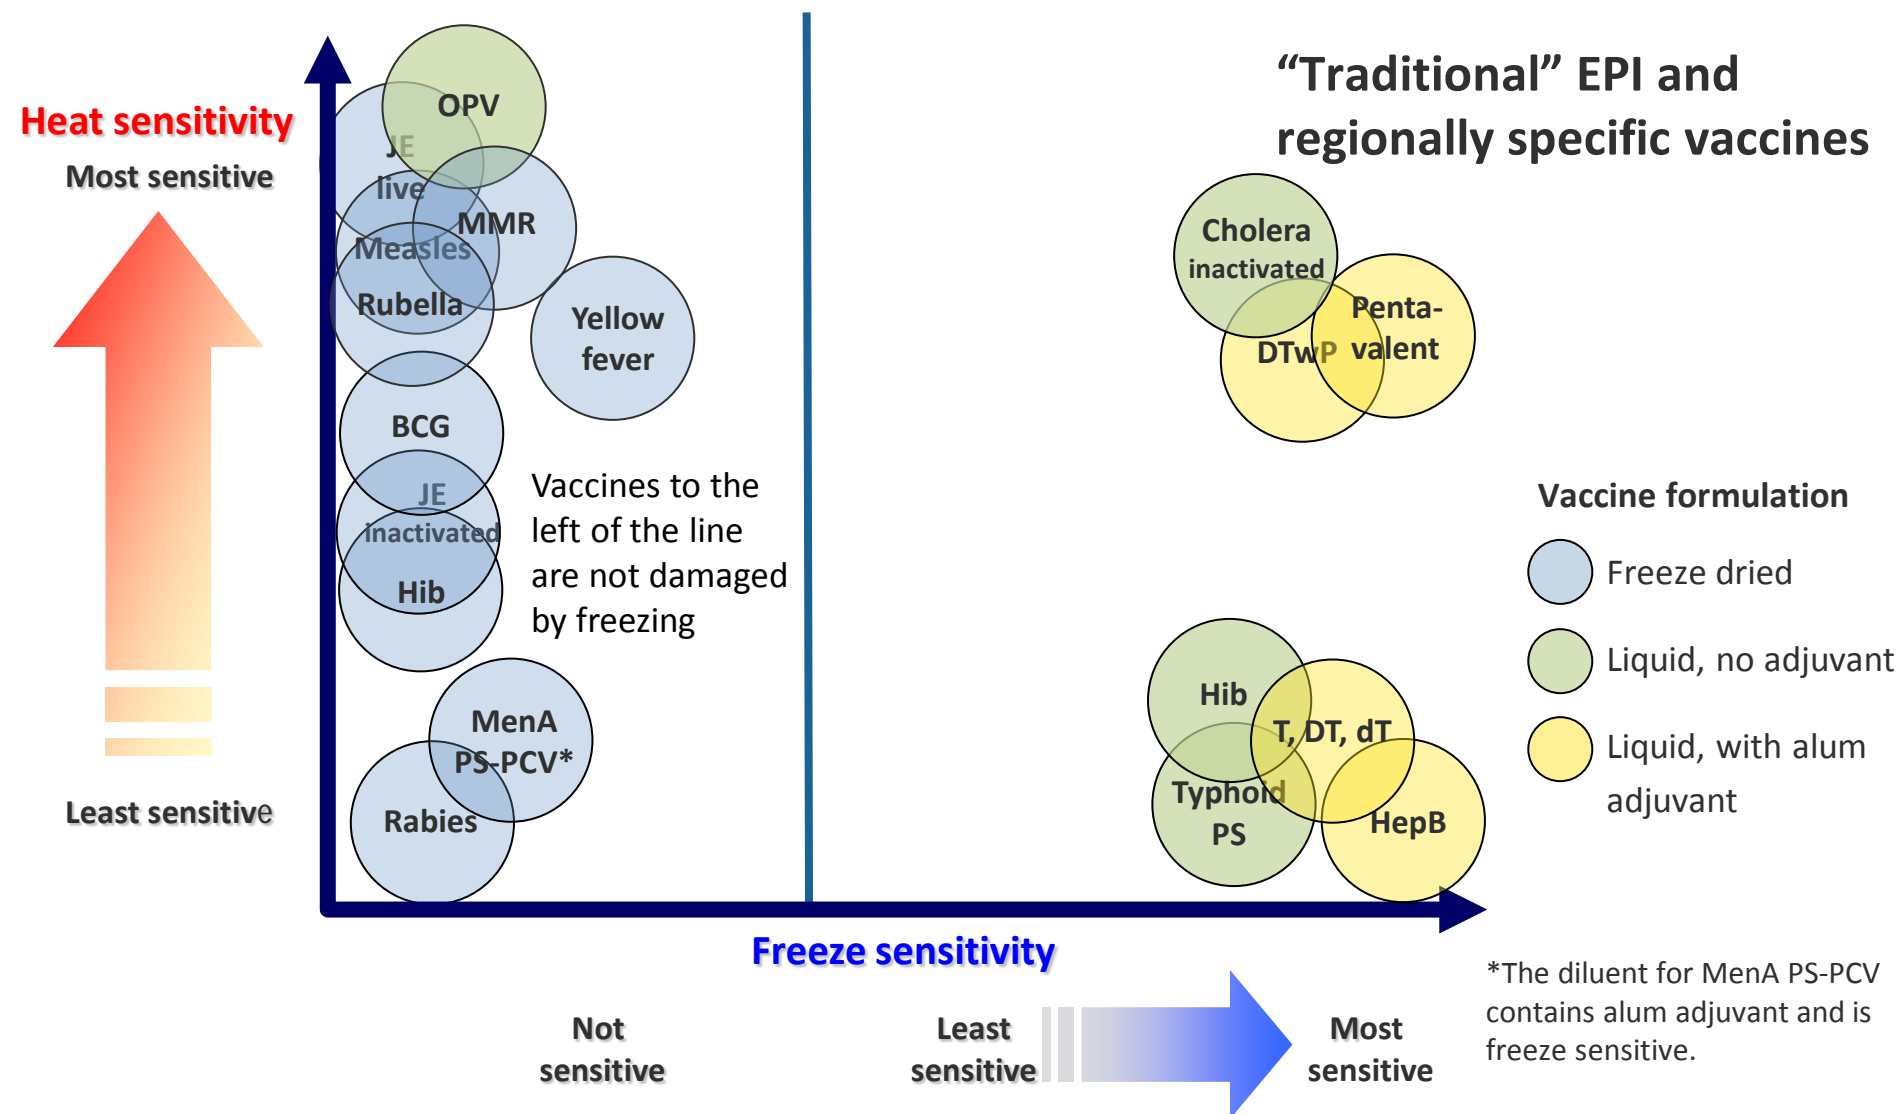 “Traditional” EPI and
regionally specific vaccines
Heat sensitivity
Most sensitive
Least sensitive
OPV
JE
live
MMR
Measles
Rubella
Yellow
fever
BCG
JE
inactivated
Hib
MenA
PS-PCV*
Rabies
Vaccines to the
left of the line
are not damaged
by freezing
Cholera
inactivated
Penta-
valent
DTwP
Hib
T, DT, dT
Typhoid
PS
HepB
Vaccine formulation
Freeze dried
Liquid, no adjuvant
Liquid, with alum
adjuvant
Freeze sensitivity
Not
sensitive
Least
sensitive
Most
sensitive
*The diluent for MenA PS-PCV
contains alum adjuvant and is
freeze sensitive.